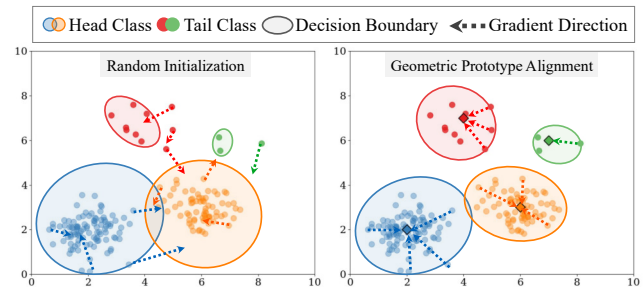 Head Class Tail Class Decision Boundary Gradient Direction
Random Initialization
10
8
6
4
2
0
0 2 4 6 8 10
Geometric Prototype Alignment
10
8
6
4
2
0
0 2 4 6 8 10